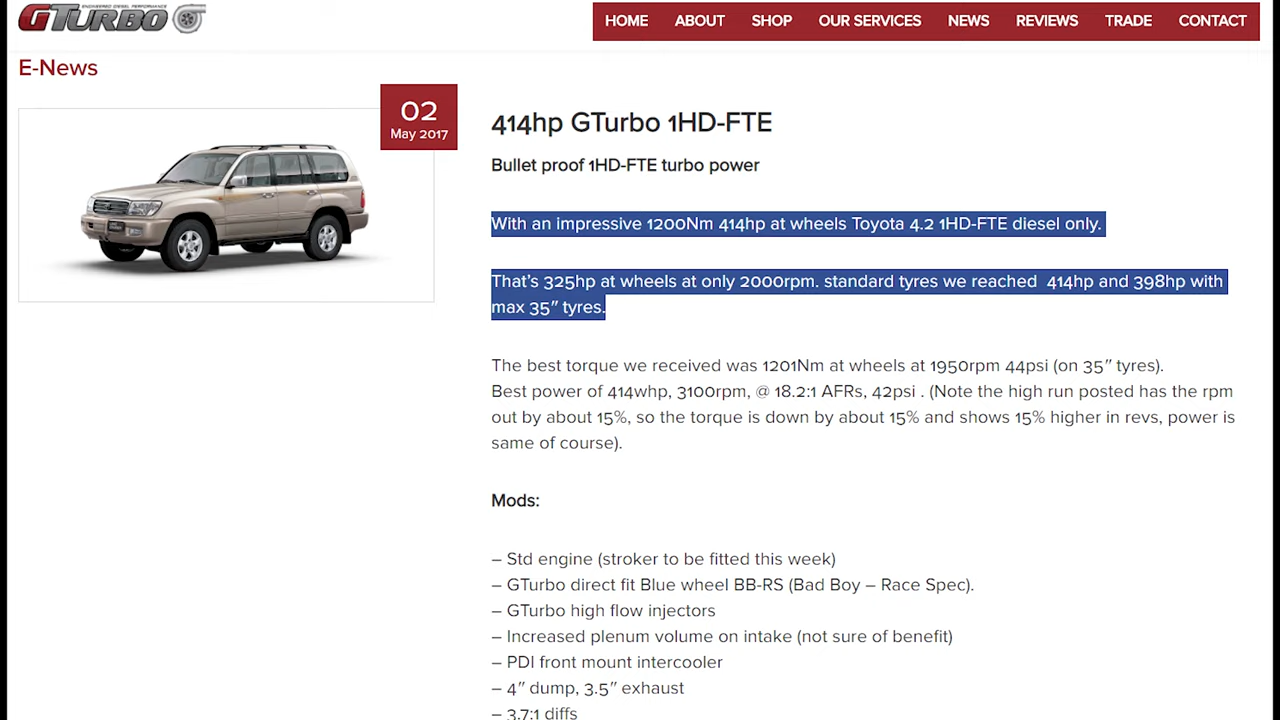 ENGINEERED DIESEL PERFORMANCE
GTURBO
HOME ABOUT SHOP OUR SERVICES NEWS REVIEWS TRADE CONTACT
E-News
02
May 2017
414hp GTurbo 1HD-FTE
Bullet proof 1HD-FTE turbo power
With an impressive 1200Nm 414hp at wheels Toyota 4.2 1HD-FTE diesel only.
That’s 325hp at wheels at only 2000rpm. standard tyres we reached 414hp and 398hp with
max 35″ tyres.
The best torque we received was 1201Nm at wheels at 1950rpm 44psi (on 35″ tyres).
Best power of 414whp, 3100rpm, @ 18.2:1 AFRs, 42psi . (Note the high run posted has the rpm
out by about 15%, so the torque is down by about 15% and shows 15% higher in revs, power is
same of course).
Mods:
– Std engine (stroker to be fitted this week)
– GTurbo direct fit Blue wheel BB-RS (Bad Boy – Race Spec).
– GTurbo high flow injectors
– Increased plenum volume on intake (not sure of benefit)
– PDI front mount intercooler
– 4″ dump, 3.5″ exhaust
– 3.7:1 diffs